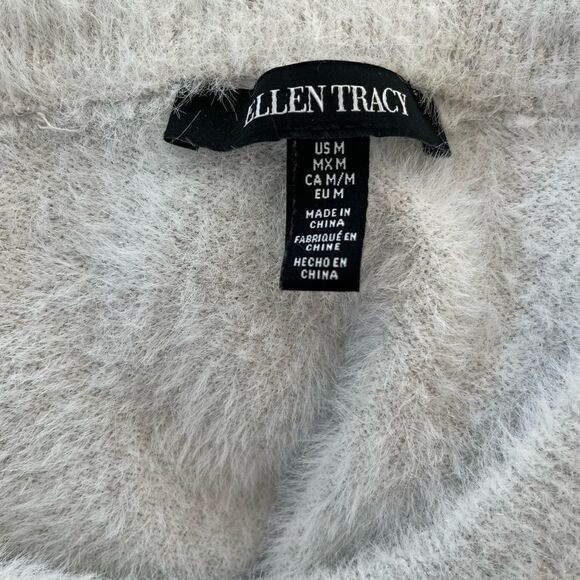 ELLEN TRACY
US M
MX M
CA M/M
EU M
MADE IN
CHINA
FABRIQUÉ EN
CHINE
HECHO EN
CHINA